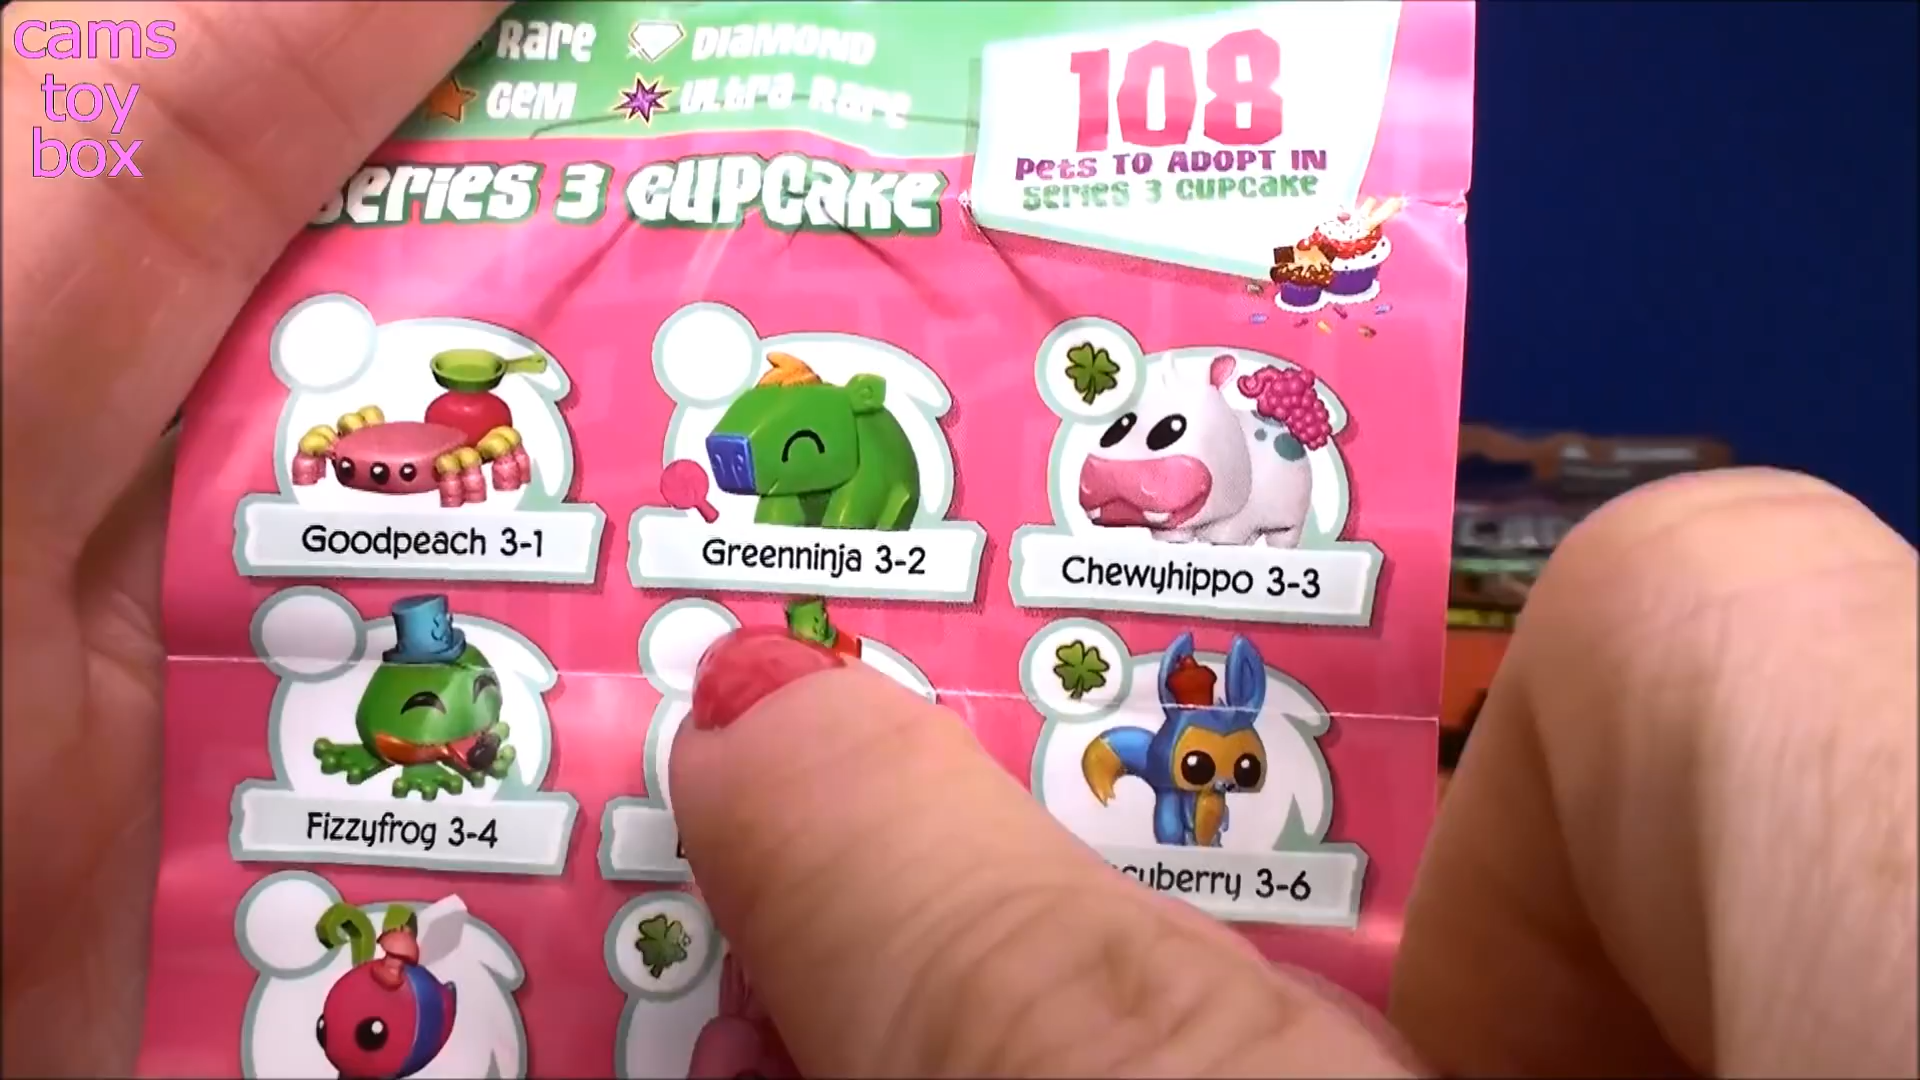 cams
toy
box
Rare DIAMOND
Gem ULtra Rare
Series 3 CUPCake
108
Pets TO ADOPT IN
Series 3 CUPCake
Goodpeach 3-1
Greenninja 3-2
Chewyhippo 3-3
Fizzyfrog 3-4
3-6